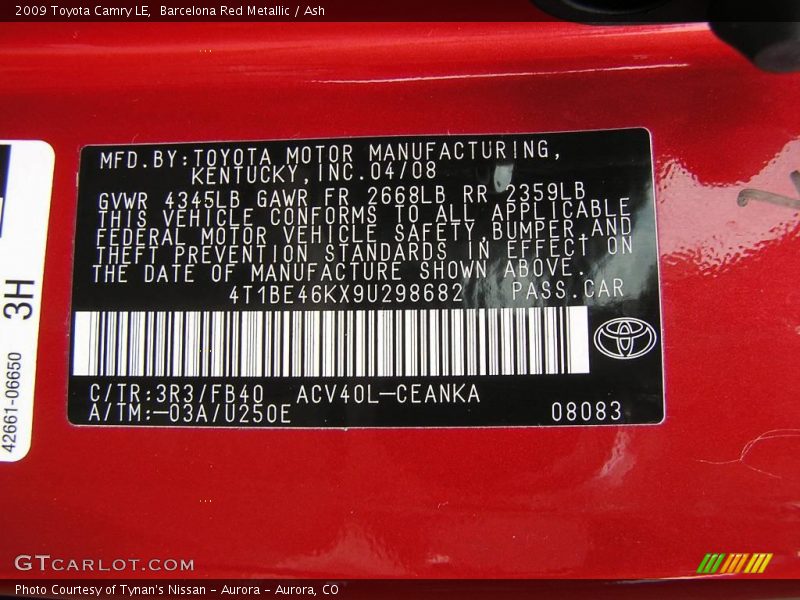 2009 Toyota Camry LE,  Barcelona Red Metallic / Ash
MFD.BY:TOYOTA MOTOR MANUFACTURING,
KENTUCKY,INC.04/08
GVWR 4345LB GAWR FR 2668LB RR 2359LB
THIS VEHICLE CONFORMS TO ALL APPLICABLE
FEDERAL MOTOR VEHICLE SAFETY,BUMPER,AND
THEFT PREVENTION STANDARDS IN EFFECT ON
THE DATE OF MANUFACTURE SHOWN ABOVE.
4T1BE46KX9U298682 PASS.CAR
C/TR:3R3/FB40 ACV40L-CEANKA
A/TM:-03A/U250E 08083
3H
42661-06650
GTCARLOT.COM
Photo Courtesy of Tynan's Nissan - Aurora - Aurora, CO